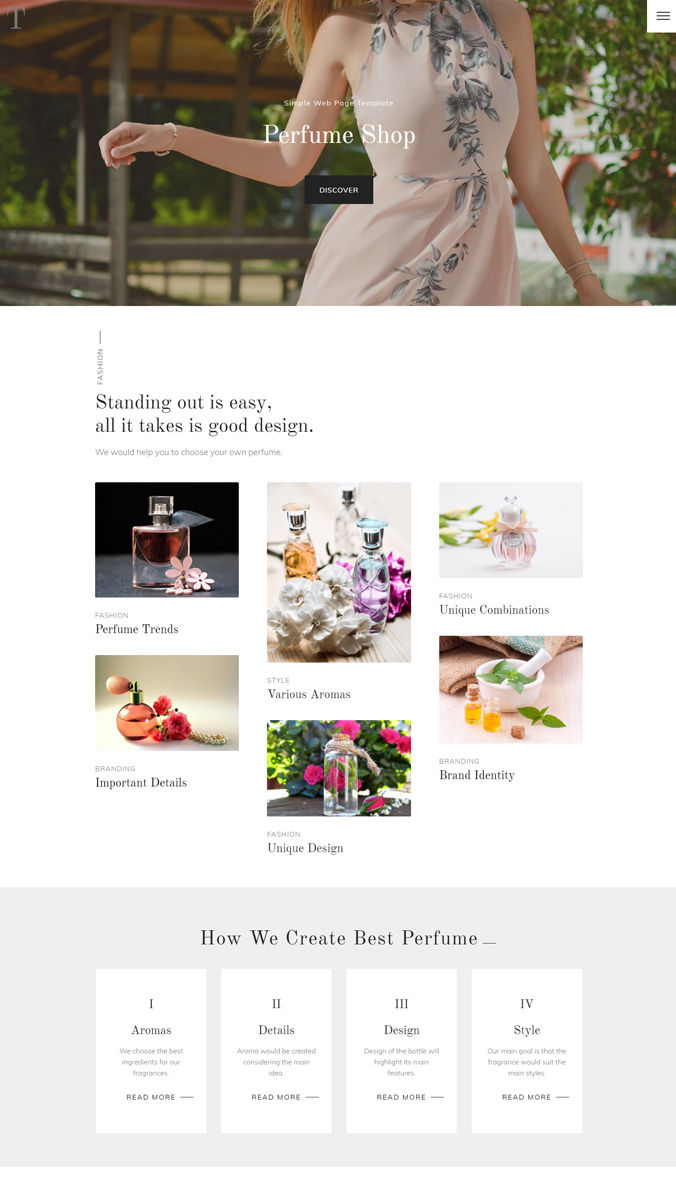 T
Simple Web Page Template
Perfume Shop
DISCOVER
FASHION
Standing out is easy,
all it takes is good design.
We would help you to choose your own perfume.
FASHION
Perfume Trends
BRANDING
Important Details
STYLE
Various Aromas
FASHION
Unique Design
FASHION
Unique Combinations
BRANDING
Brand Identity
How We Create Best Perfume
I
Aromas
We choose the best
ingredients for our
fragrances.
READ MORE
II
Details
Aroma would be created
considering the main
idea.
READ MORE
III
Design
Design of the bottle will
highlight its main
features.
READ MORE
IV
Style
Our main goal is that the
fragrance would suit the
main styles.
READ MORE